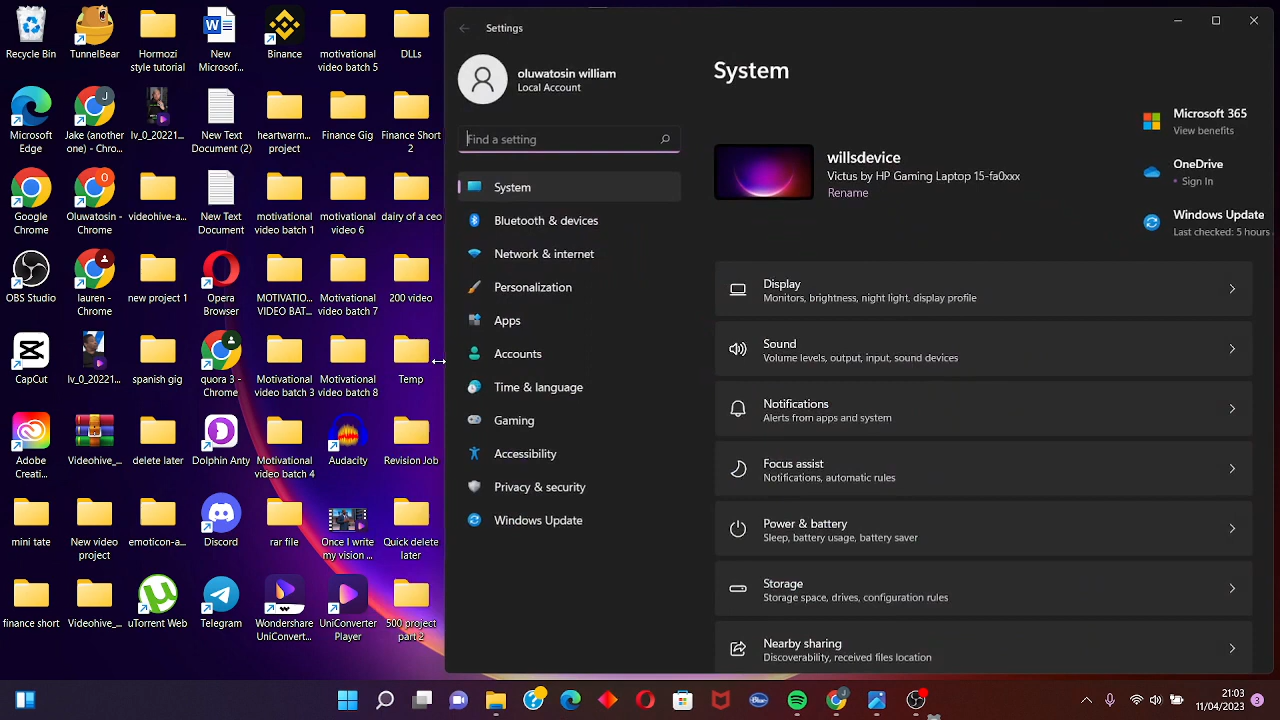 Recycle Bin
TunnelBear
Hormozi
style tutorial
New
Microsof...
Binance
motivational
video batch 5
DLLs
Microsoft
Edge
Jake (another
one) - Chro...
lv_0_20221...
New Text
Document (2)
heartwarm...
project
Finance Gig
Finance Short
2
Google
Chrome
Oluwatosin -
Chrome
videohive-a...
New Text
Document
motivational
batch 1
motivational
video 6
dairy of a ceo
OBS Studio
lauren -
Chrome
new project 1
Opera
Browser
MOTIVATIO...
VIDEO BAT...
Motivational
video batch 7
200 video
CapCut
lv_0_20221...
spanish gig
quora 3 -
Chrome
Motivational
video batch 3
Motivational
video batch 8
Temp
Adobe
Creati...
Videohive_...
delete later
Dolphin Anty
Motivational
video batch 4
Audacity
Revision Job
mini tate
New video
project
emoticon-a...
Discord
rar file
Once I write
my vision ...
Quick delete
later
finance short
Videohive_...
uTorrent Web
Telegram
Wondershare
UniConvert...
UniConverter
Player
500 project
part 2
Settings
oluwatosin william
Local Account
Find a setting
System
Bluetooth & devices
Network & internet
Personalization
Apps
Accounts
Time & language
Gaming
Accessibility
Privacy & security
Windows Update
System
willsdevice
Victus by HP Gaming Laptop 15-fa0xxx
Rename
Microsoft 365
View benefits
OneDrive
• Sign In
Windows Update
Last checked: 5 hours
Display
Monitors, brightness, night light, display profile
Sound
Volume levels, output, input, sound devices
Notifications
Alerts from apps and system
Focus assist
Notifications, automatic rules
Power & battery
Sleep, battery usage, battery saver
Storage
Storage space, drives, configuration rules
Nearby sharing
Discoverability, received files location
21:03
11/04/2023
3